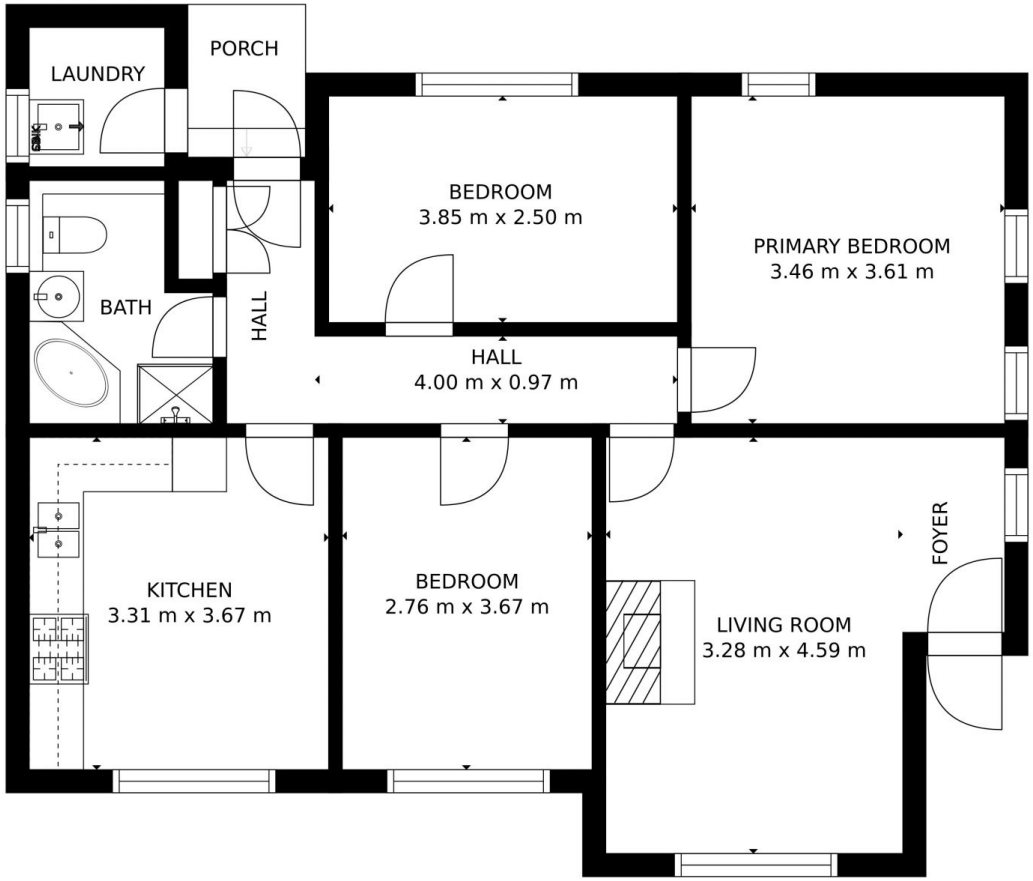 PORCH
LAUNDRY
SINK
BEDROOM
3.85 m x 2.50 m
PRIMARY BEDROOM
3.46 m x 3.61 m
BATH
HALL
HALL
4.00 m x 0.97 m
FOYER
KITCHEN
3.31 m x 3.67 m
BEDROOM
2.76 m x 3.67 m
LIVING ROOM
3.28 m x 4.59 m